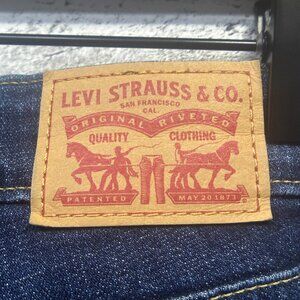 LEVI STRAUSS & CO.
SAN FRANCISCO
CAL.
ORIGINAL RIVETED
QUALITY CLOTHING
PATENTED MAY 20 1873